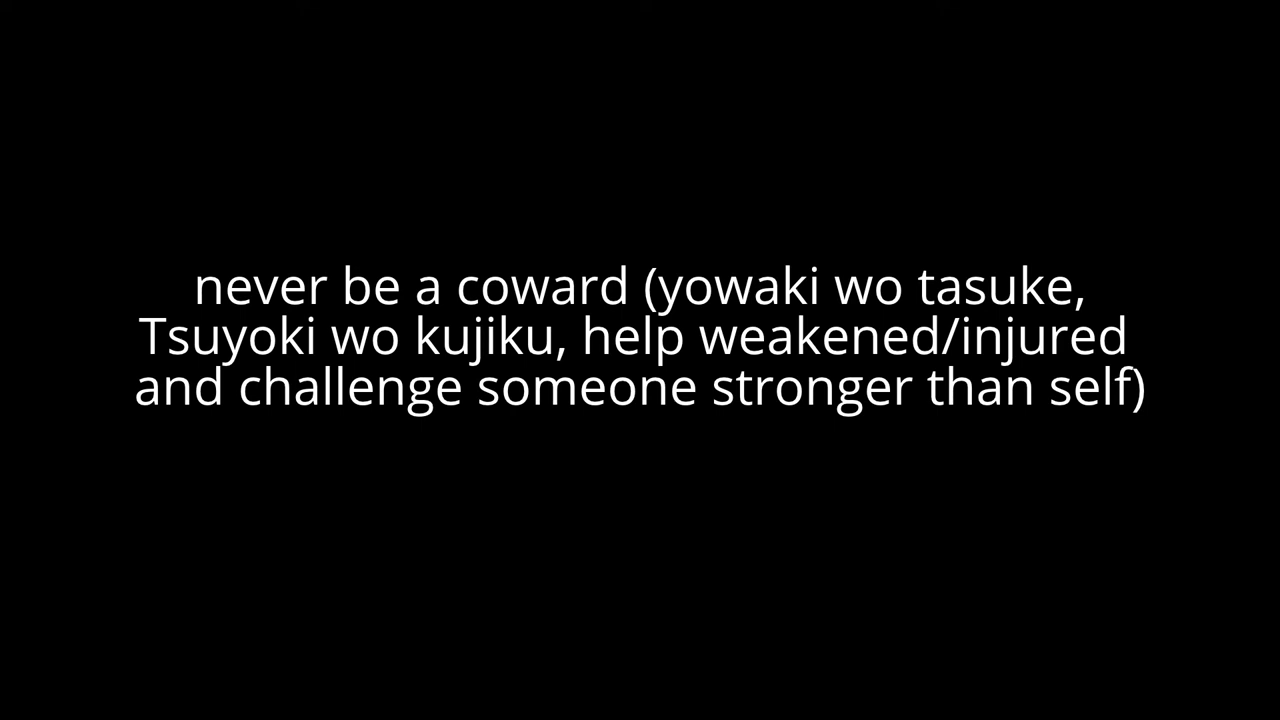 never be a coward (yowaki wo tasuke,
Tsuyoki wo kujiku, help weakened/injured
and challenge someone stronger than self)